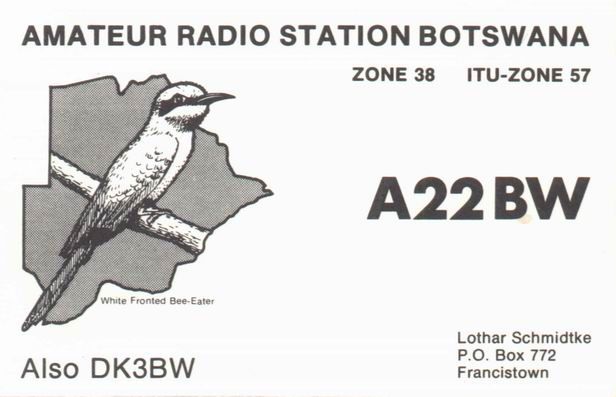 AMATEUR RADIO STATION BOTSWANA
ZONE 38 ITU-ZONE 57
A22BW
White Fronted Bee-Eater
Also DK3BW
Lothar Schmidtke
P.O. Box 772
Francistown